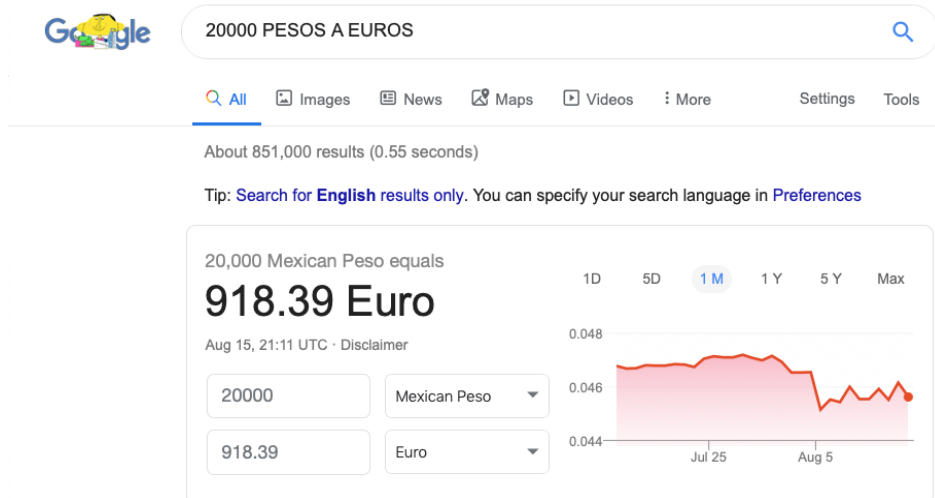 Google
20000 PESOS A EUROS
All Images News Maps Videos More Settings Tools
About 851,000 results (0.55 seconds)
Tip: Search for English results only. You can specify your search language in Preferences
20,000 Mexican Peso equals
918.39 Euro
Aug 15, 21:11 UTC · Disclaimer
20000 Mexican Peso
918.39 Euro
1D 5D 1 M 1 Y 5 Y Max
0.048
0.046
0.044
Jul 25 Aug 5